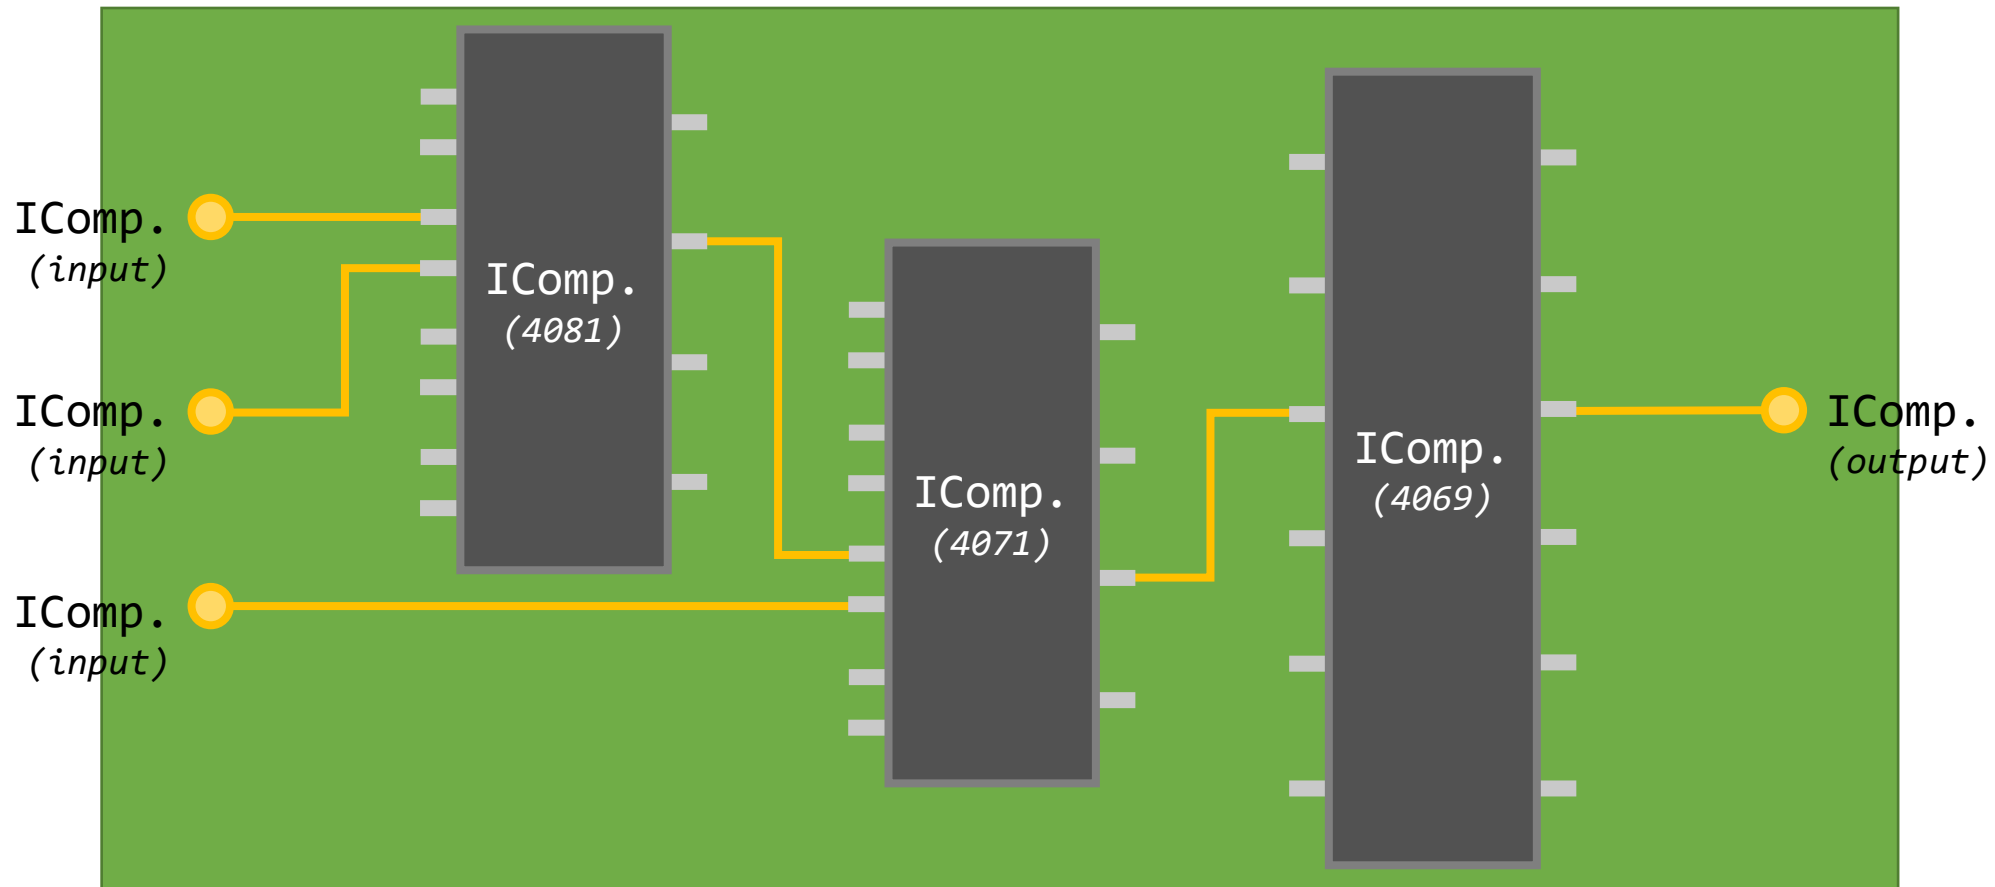 IComp.
(input)
IComp.
(input)
IComp.
(input)
IComp.
(4081)
IComp.
(4071)
IComp.
(4069)
IComp.
(output)